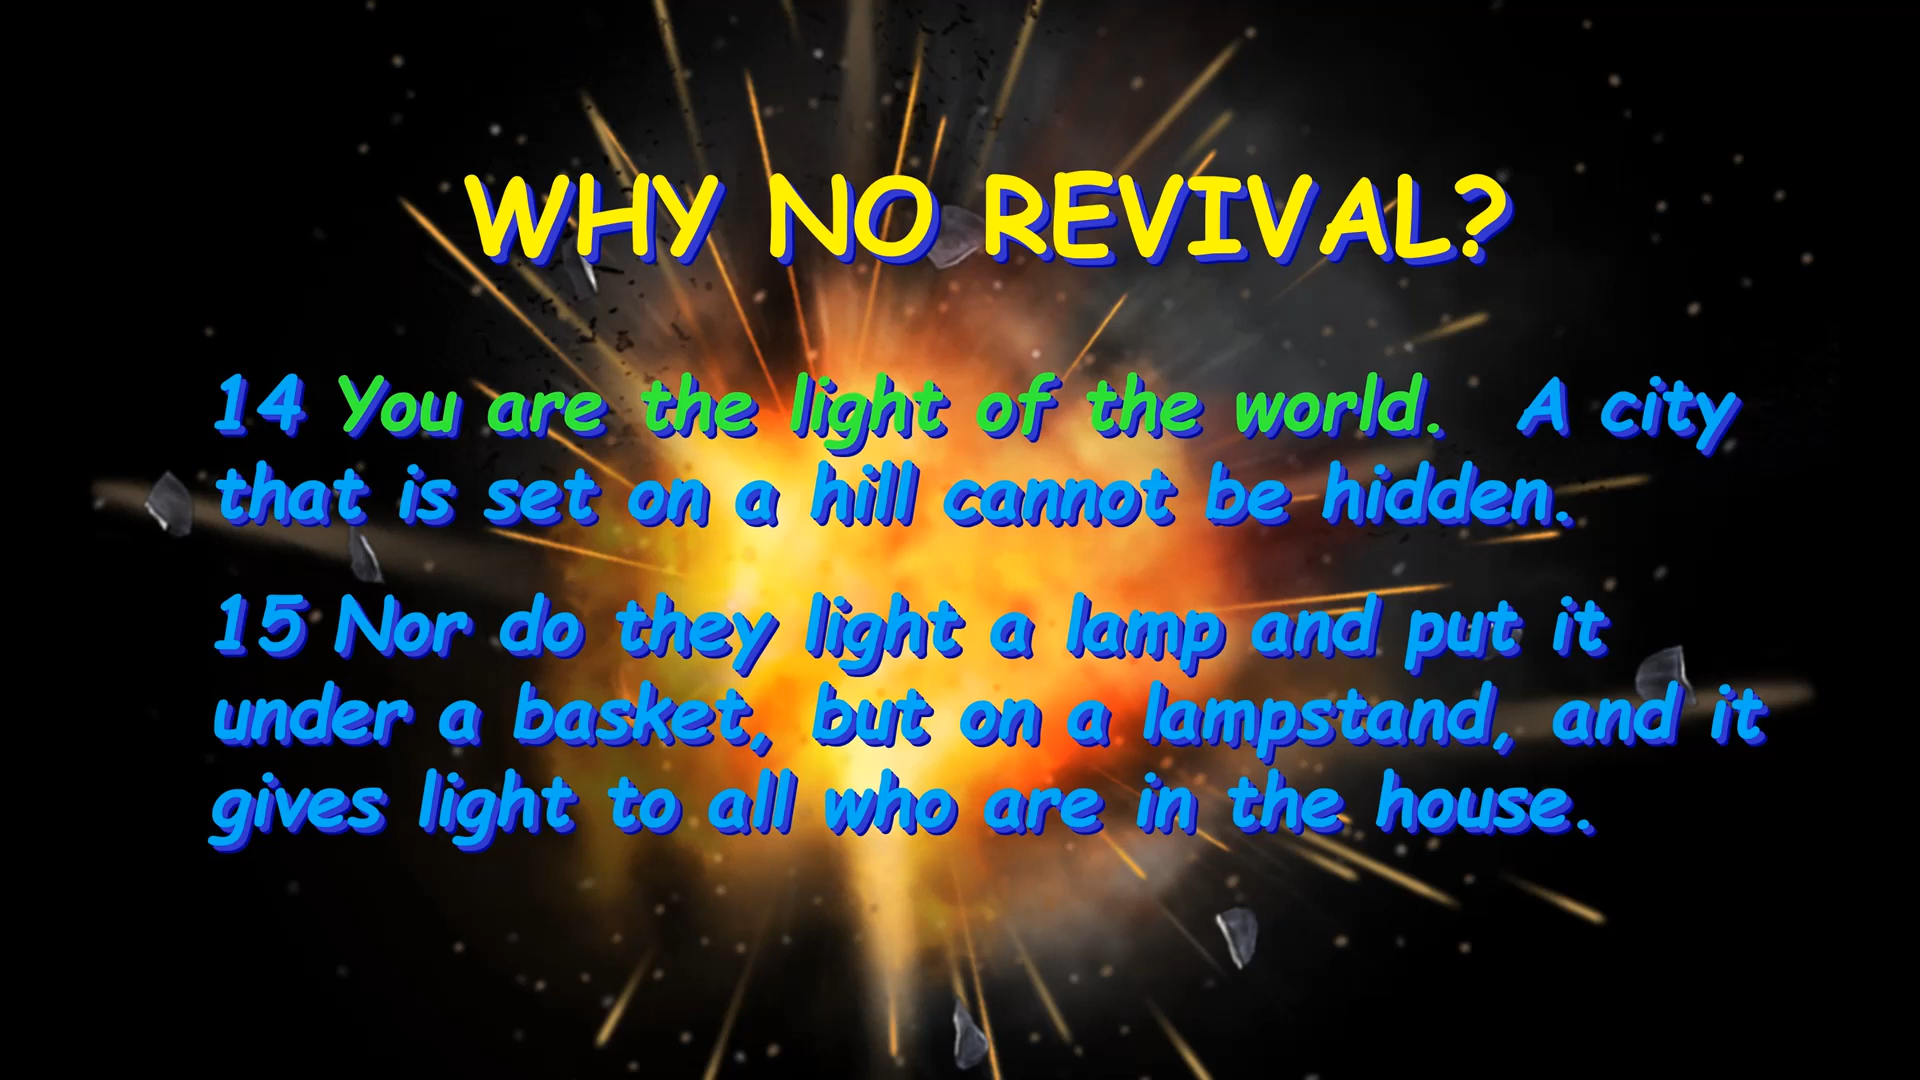 WHY NO REVIVAL?
14 You are the light of the world. A city
that is set on a hill cannot be hidden.
15 Nor do they light a lamp and put it
under a basket, but on a lampstand, and it
gives light to all who are in the house.